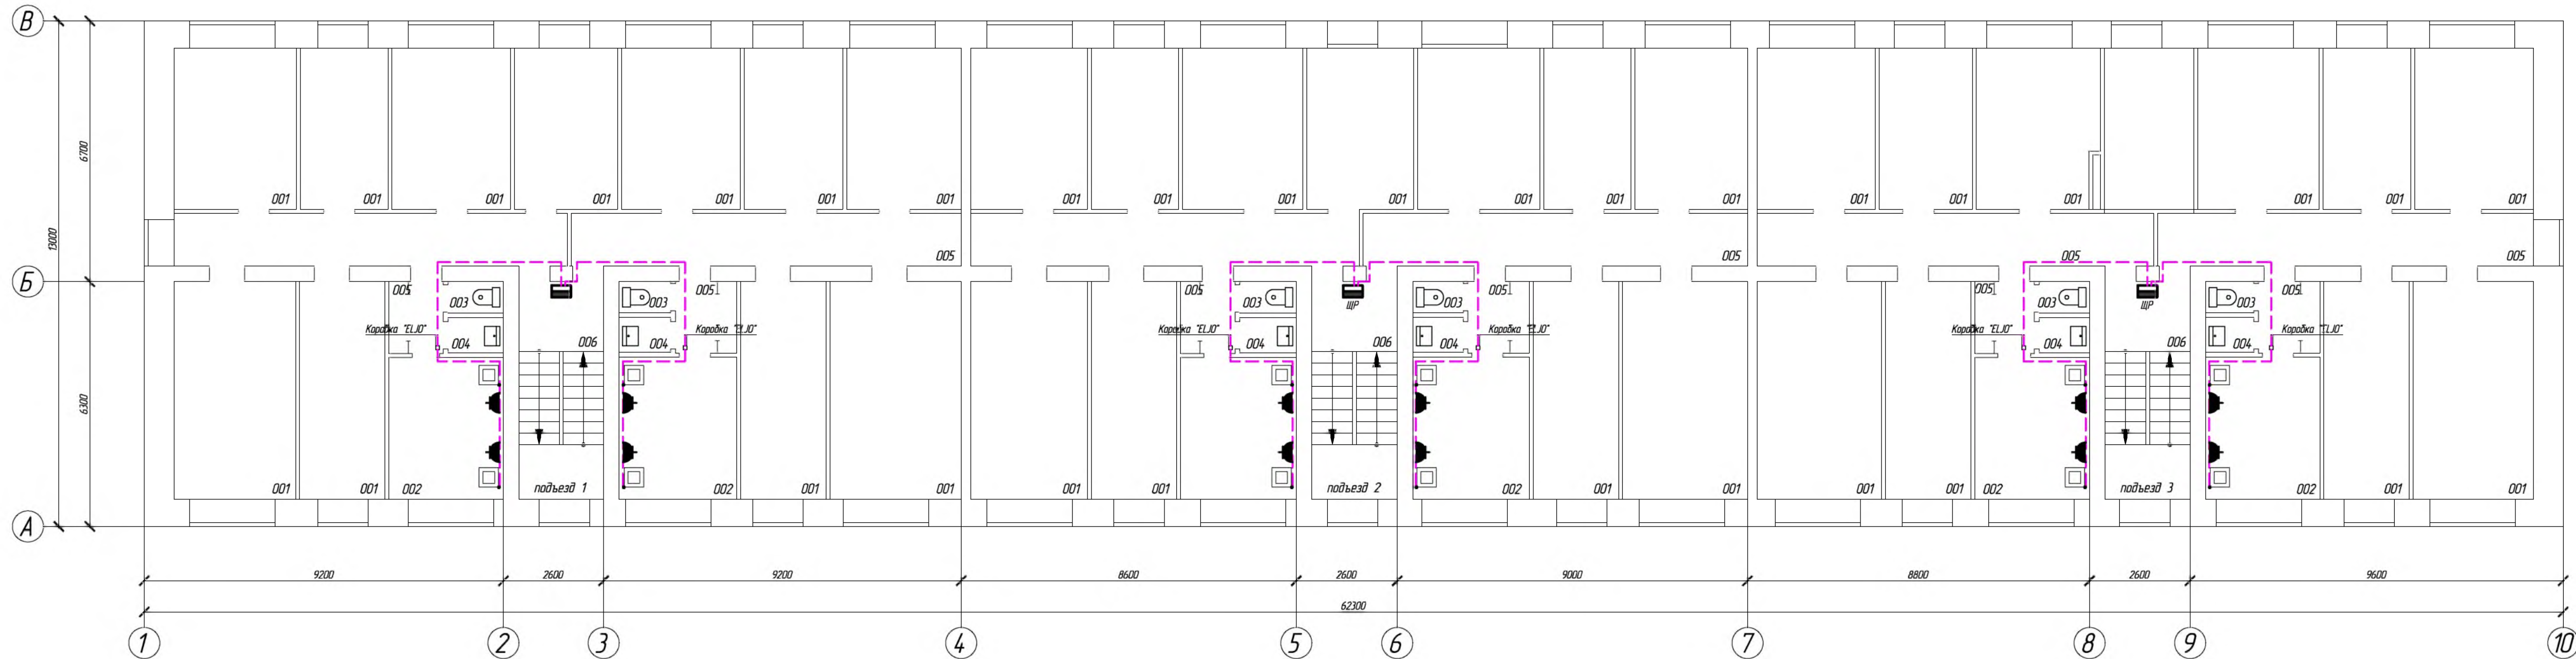 В
6700
13000
001 001 001 001 001 001 001 001 001 001 001 001 001 001 001 001 001 001 001 001
005 005 005 005
Б
005 005 005 005 005 005
003 003 003 003 003 003
ЩР ЩР
Коробка "ELJO" Коробка "ELJO" Коробка "ELJO" Коробка "ELJO" Коробка "ELJO" Коробка "ELJO"
004 006 004 004 006 004 004 006 004
6300
001 001 002 подъезд 1 002 001 001 001 001 подъезд 2 002 001 001 001 001 002 подъезд 3 002 001 001
А
9200 2600 9200 8600 2600 9000 8800 2600 9600
62300
1 2 3 4 5 6 7 8 9 10